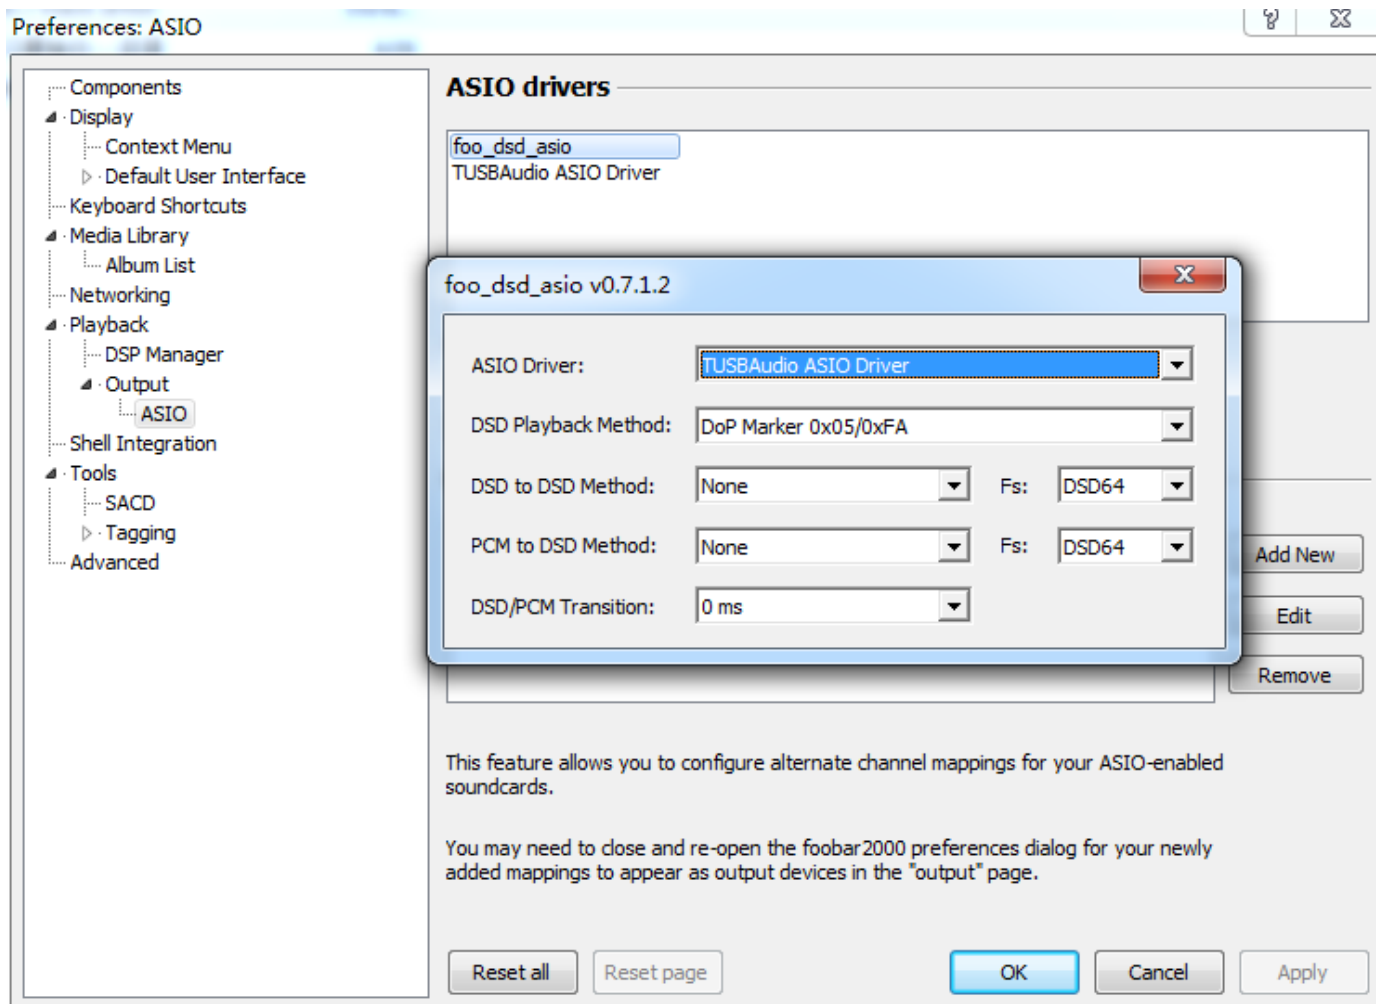 Preferences: ASIO
Components
Display
Context Menu
Default User Interface
Keyboard Shortcuts
Media Library
Album List
Networking
Playback
DSP Manager
Output
ASIO
Shell Integration
Tools
SACD
Tagging
Advanced
ASIO drivers
foo_dsd_asio
TUSBAudio ASIO Driver
foo_dsd_asio v0.7.1.2
ASIO Driver: TUSBAudio ASIO Driver
DSD Playback Method: DoP Marker 0x05/0xFA
DSD to DSD Method: None Fs: DSD64
PCM to DSD Method: None Fs: DSD64
DSD/PCM Transition: 0 ms
Add New
Edit
Remove
This feature allows you to configure alternate channel mappings for your ASIO-enabled
soundcards.
You may need to close and re-open the foobar2000 preferences dialog for your newly
added mappings to appear as output devices in the "output" page.
Reset all Reset page OK Cancel Apply